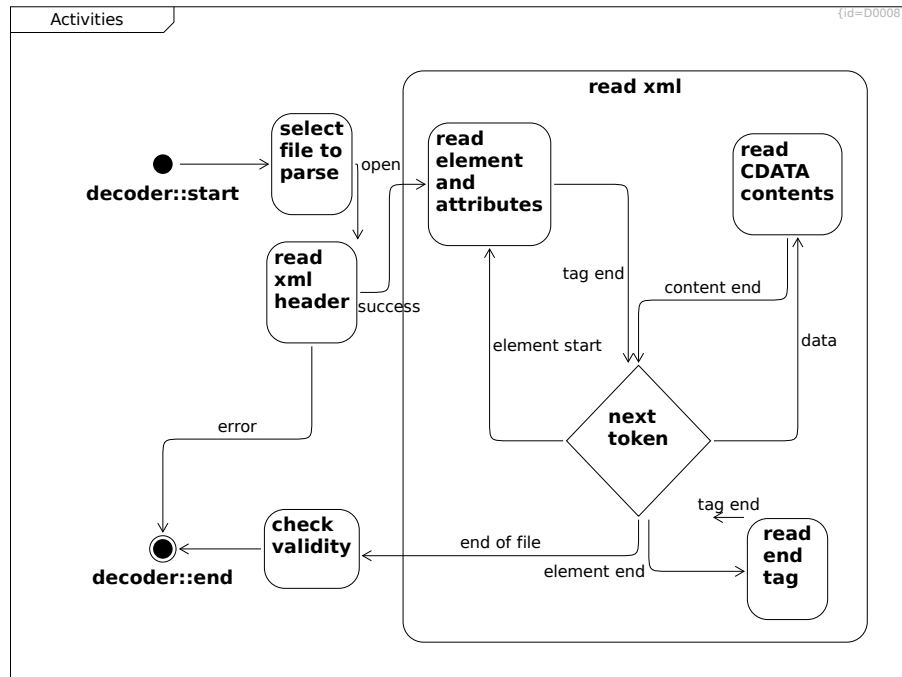 Activities
{id=D0008
read xml
select
file to
parse
read
element
and
attributes
read
CDATA
contents
open
decoder::start
read
xml
header
success
tag end
content end
element start
data
next
token
error
tag end
check
validity
end of file
read
end
tag
element end
decoder::end